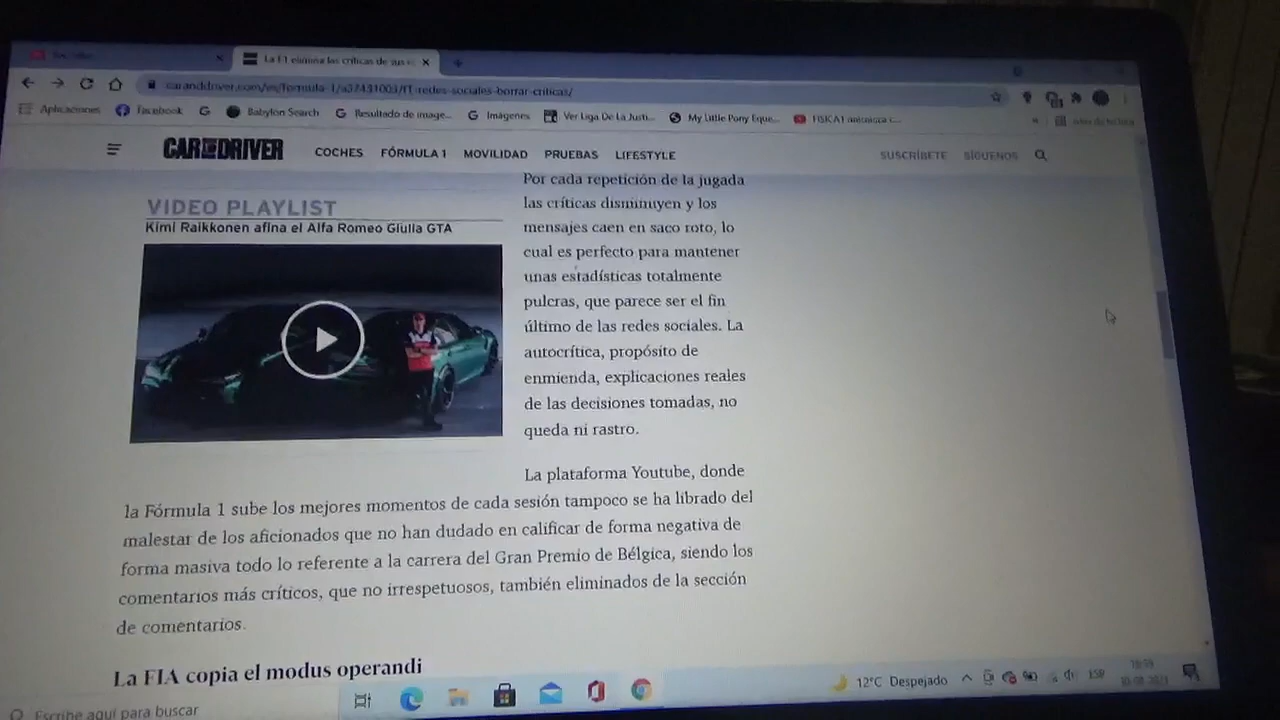 La F1 elimina las críticas de sus
caranddriver.com/es/formula-1/a37431003/f1-redes-sociales-borrar-criticas/
Aplicaciones Facebook Babylon Search Resultado de image... Imágenes Ver Liga De La Justi... My Little Pony Eque... FISICA1
CAR AND DRIVER COCHES FÓRMULA 1 MOVILIDAD PRUEBAS LIFESTYLE SUSCRÍBETE SÍGUENOS
VIDEO PLAYLIST
Kimi Raikkonen afina el Alfa Romeo Giulia GTA
Por cada repetición de la jugada
las críticas disminuyen y los
mensajes caen en saco roto, lo
cual es perfecto para mantener
unas estadísticas totalmente
pulcras, que parece ser el fin
último de las redes sociales. La
autocrítica, propósito de
enmienda, explicaciones reales
de las decisiones tomadas, no
queda ni rastro.
La plataforma Youtube, donde
la Fórmula 1 sube los mejores momentos de cada sesión tampoco se ha librado del
malestar de los aficionados que no han dudado en calificar de forma negativa de
forma masiva todo lo referente a la carrera del Gran Premio de Bélgica, siendo los
comentarios más críticos, que no irrespetuosos, también eliminados de la sección
de comentarios.
La FIA copia el modus operandi
Escribe aquí para buscar
12°C Despejado ESP